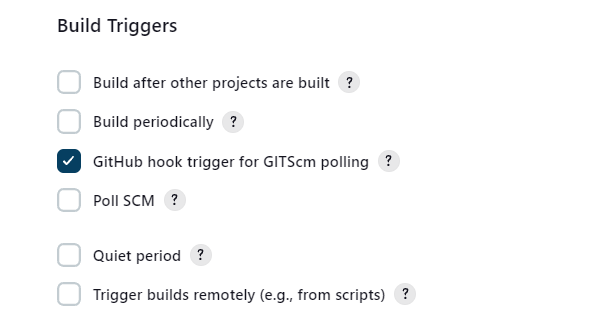 Build Triggers
Build after other projects are built ?
Build periodically ?
GitHub hook trigger for GITScm polling ?
Poll SCM ?
Quiet period ?
Trigger builds remotely (e.g., from scripts) ?